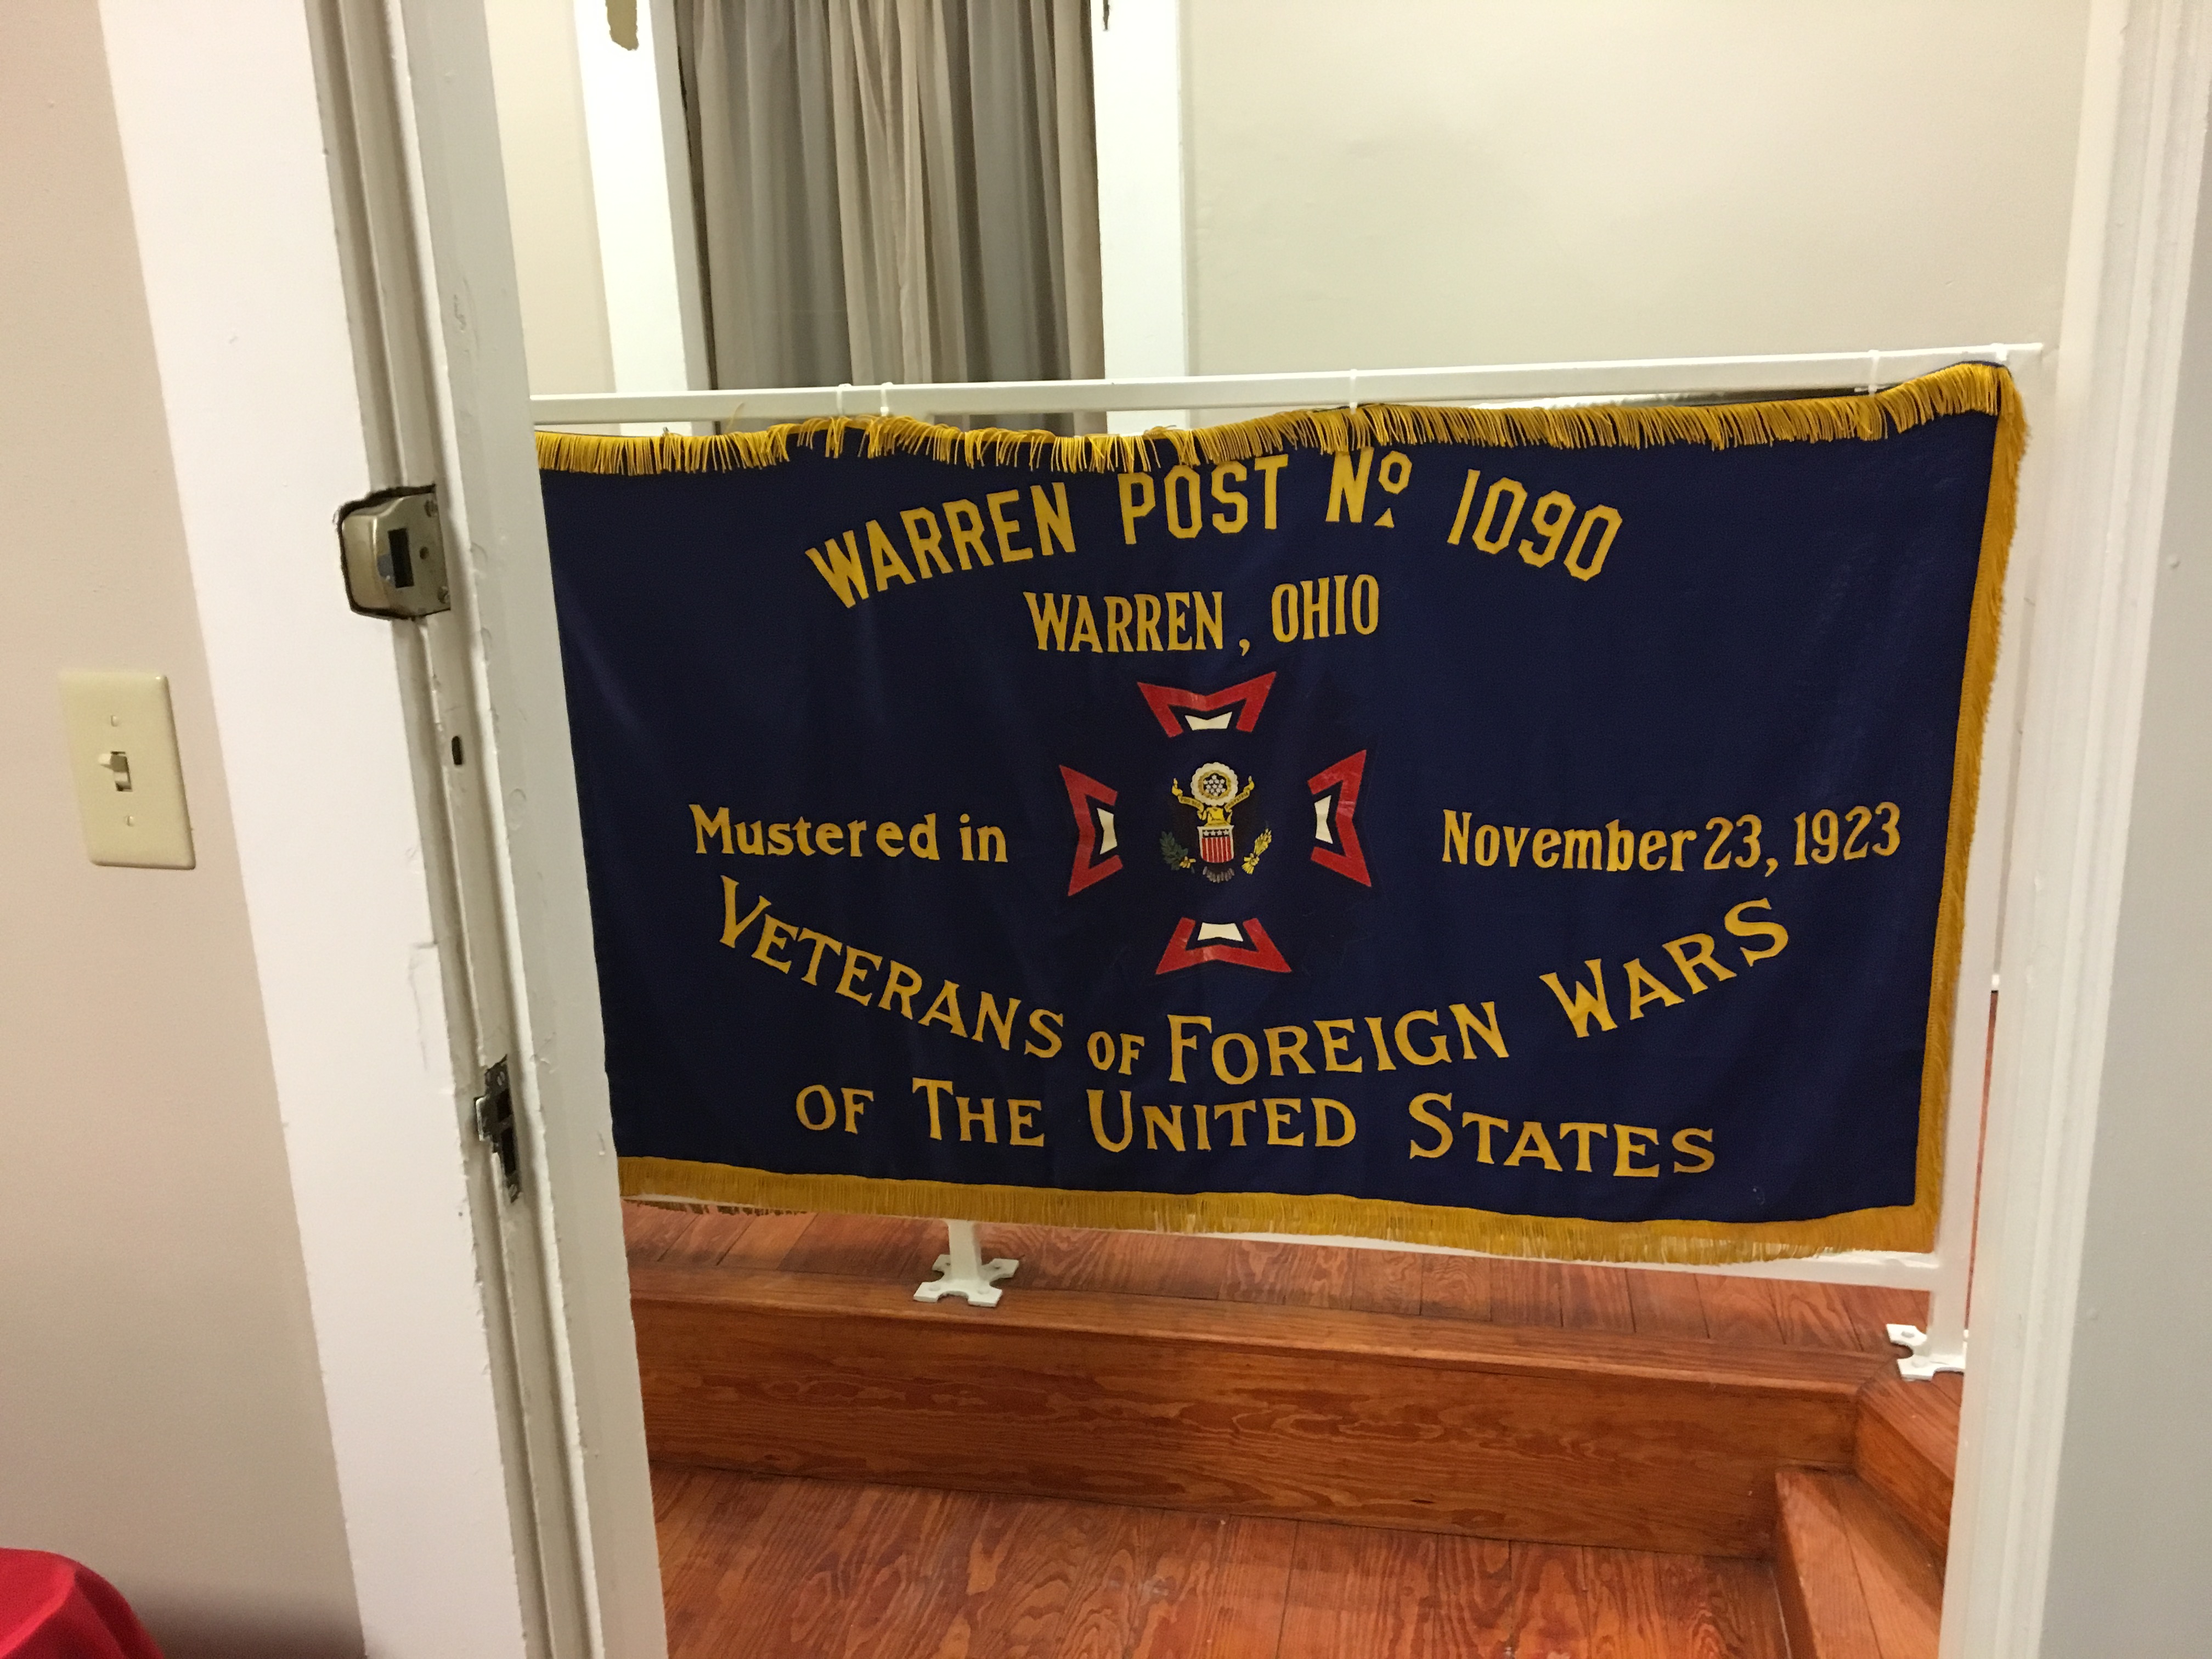 WARREN POST No 1090
WARREN, OHIO
Mustered in November 23, 1923
VETERANS OF FOREIGN WARS
OF THE UNITED STATES